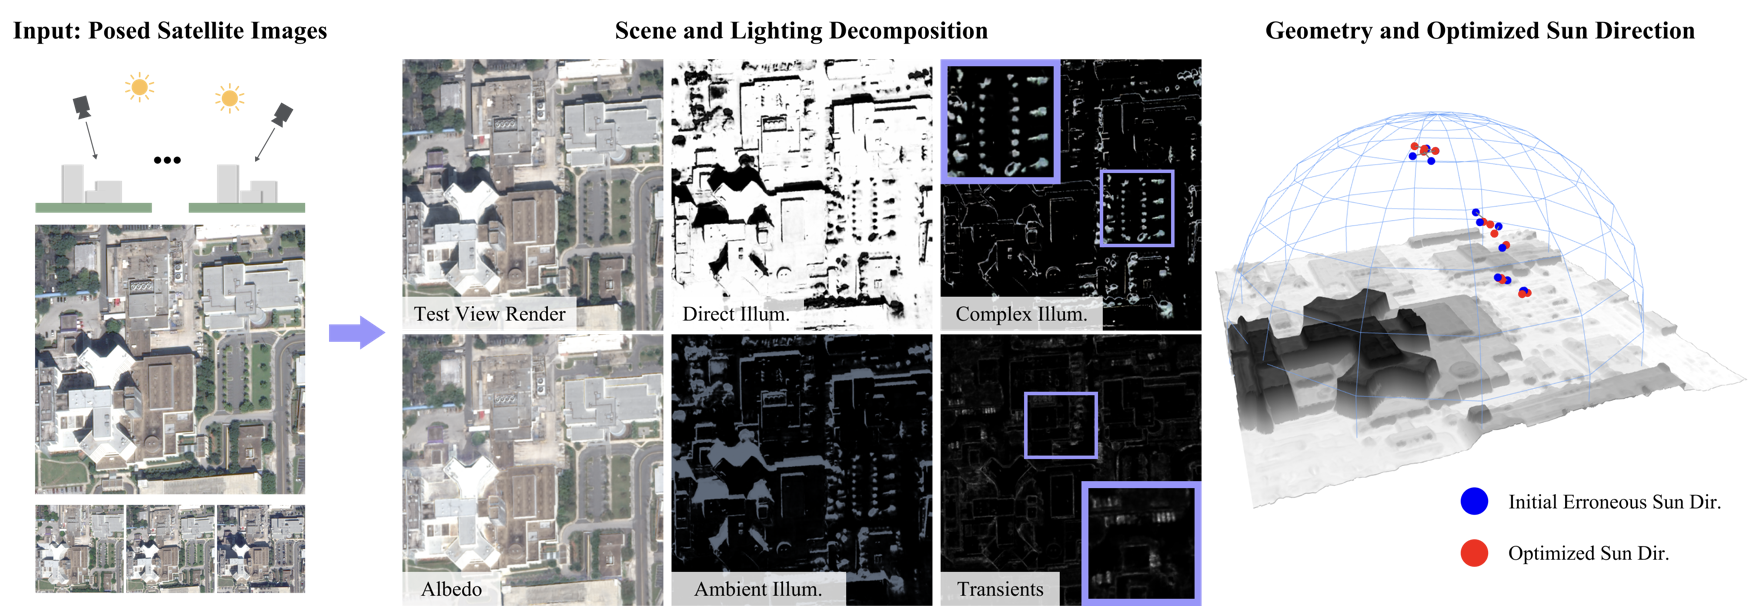 Input: Posed Satellite Images
Scene and Lighting Decomposition
Geometry and Optimized Sun Direction
Test View Render
Direct Illum.
Complex Illum.
Albedo
Ambient Illum.
Transients
Initial Erroneous Sun Dir.
Optimized Sun Dir.